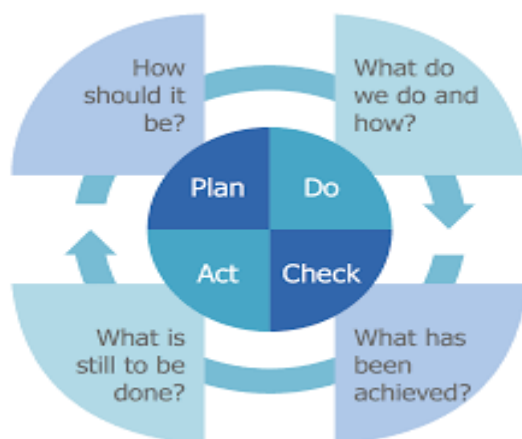 How
should it
be?
What do
we do and
how?
Plan
Do
Act
Check
What is
still to be
done?
What has
been
achieved?